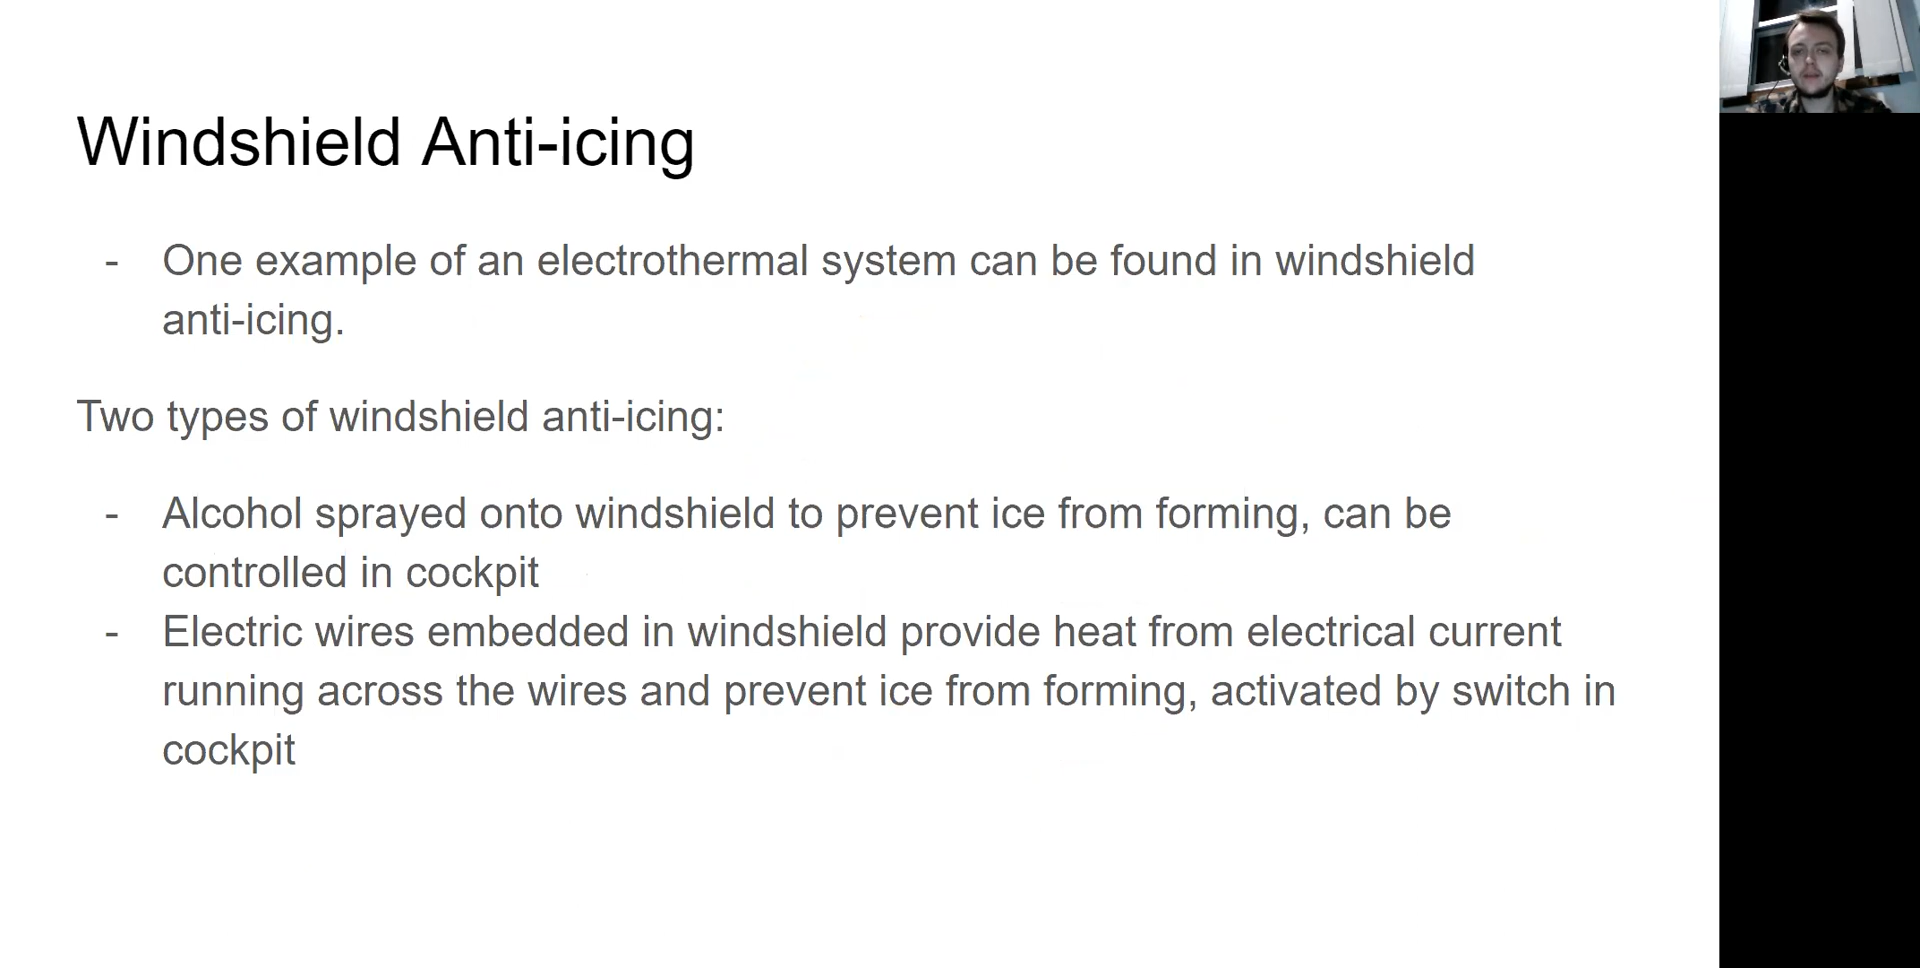 Windshield Anti-icing
- One example of an electrothermal system can be found in windshield
anti-icing.
Two types of windshield anti-icing:
- Alcohol sprayed onto windshield to prevent ice from forming, can be
controlled in cockpit
- Electric wires embedded in windshield provide heat from electrical current
running across the wires and prevent ice from forming, activated by switch in
cockpit